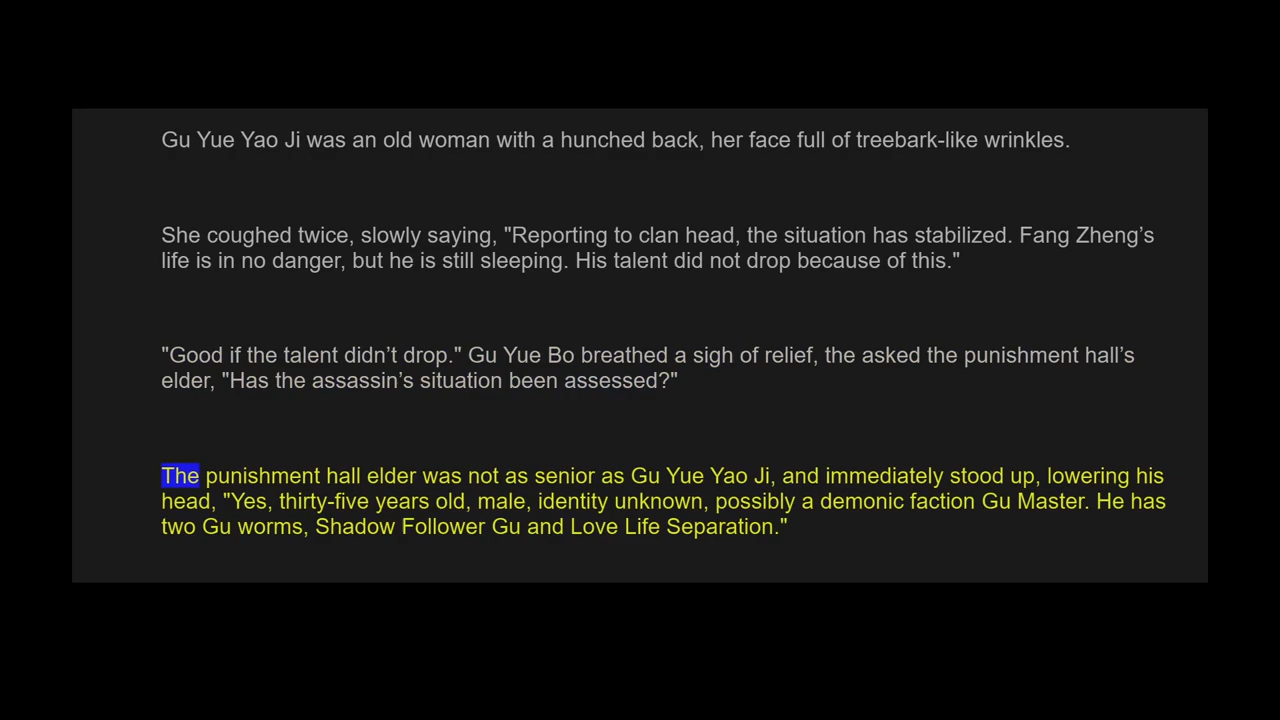 Gu Yue Yao Ji was an old woman with a hunched back, her face full of treebark-like wrinkles.
She coughed twice, slowly saying, "Reporting to clan head, the situation has stabilized. Fang Zheng’s
life is in no danger, but he is still sleeping. His talent did not drop because of this."
"Good if the talent didn’t drop." Gu Yue Bo breathed a sigh of relief, the asked the punishment hall’s
elder, "Has the assassin’s situation been assessed?"
The punishment hall elder was not as senior as Gu Yue Yao Ji, and immediately stood up, lowering his
head, "Yes, thirty-five years old, male, identity unknown, possibly a demonic faction Gu Master. He has
two Gu worms, Shadow Follower Gu and Love Life Separation."